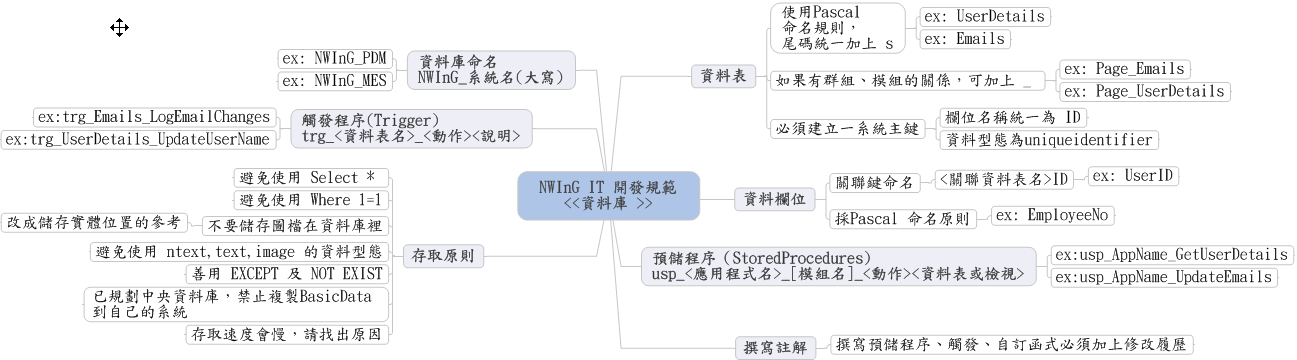 NWInG IT 開發規範
<<資料庫 >>
資料庫命名
NWInG_系統名(大寫)
ex: NWInG_PDM
ex: NWInG_MES
觸發程序(Trigger)
trg_<資料表名>_<動作><說明>
ex:trg_Emails_LogEmailChanges
ex:trg_UserDetails_UpdateUserName
存取原則
避免使用 Select *
避免使用 Where 1=1
不要儲存圖檔在資料庫裡
改成儲存實體位置的參考
避免使用 ntext,text,image 的資料型態
善用 EXCEPT 及 NOT EXIST
已規劃中央資料庫，禁止複製BasicData
到自己的系統
存取速度會慢，請找出原因
資料表
使用Pascal
命名規則，
尾碼統一加上 s
ex: UserDetails
ex: Emails
如果有群組、模組的關係，可加上 _
ex: Page_Emails
ex: Page_UserDetails
必須建立一系統主鍵
欄位名稱統一為 ID
資料型態為uniqueidentifier
資料欄位
關聯鍵命名
<關聯資料表名>ID
ex: UserID
採Pascal 命名原則
ex: EmployeeNo
預儲程序 (StoredProcedures)
usp_<應用程式名>_[模組名]_<動作><資料表或檢視>
ex:usp_AppName_GetUserDetails
ex:usp_AppName_UpdateEmails
撰寫註解
撰寫預儲程序、觸發、自訂函式必須加上修改履歷